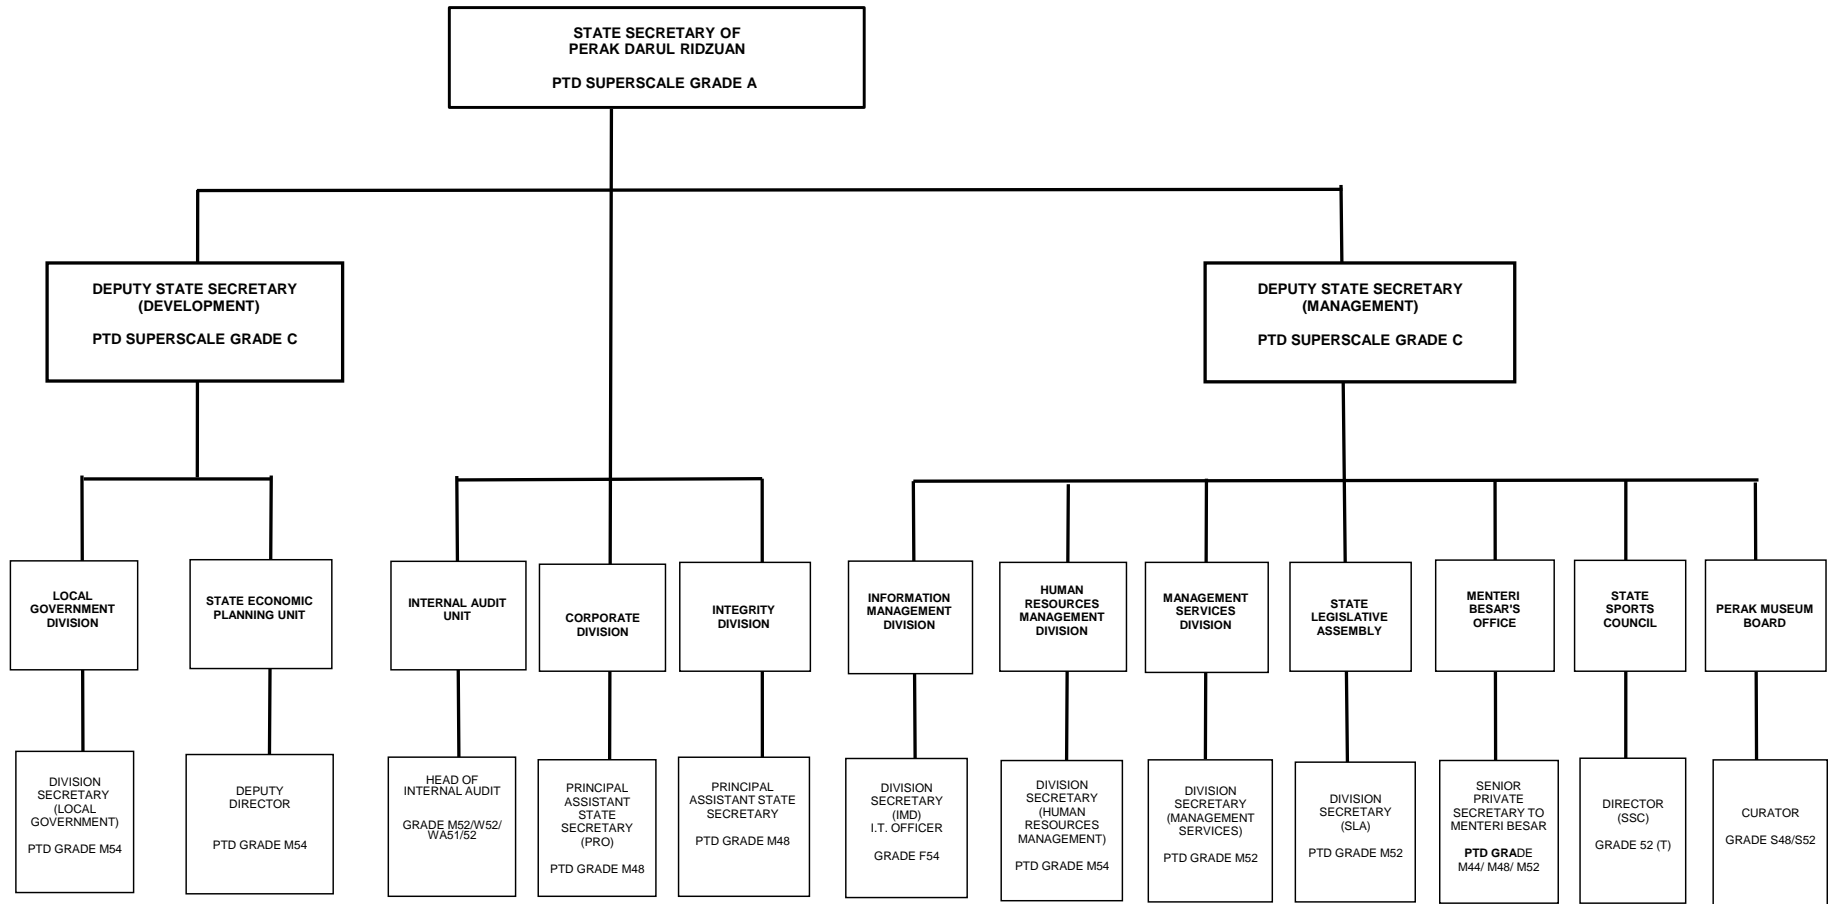 STATE SECRETARY OF
PERAK DARUL RIDZUAN
PTD SUPERSCALE GRADE A
DEPUTY STATE SECRETARY
(DEVELOPMENT)
PTD SUPERSCALE GRADE C
DEPUTY STATE SECRETARY
(MANAGEMENT)
PTD SUPERSCALE GRADE C
LOCAL
GOVERNMENT
DIVISION
STATE ECONOMIC
PLANNING UNIT
INTERNAL AUDIT
UNIT
CORPORATE
DIVISION
INTEGRITY
DIVISION
INFORMATION
MANAGEMENT
DIVISION
HUMAN
RESOURCES
MANAGEMENT
DIVISION
MANAGEMENT
SERVICES
DIVISION
STATE
LEGISLATIVE
ASSEMBLY
MENTERI
BESAR'S
OFFICE
STATE
SPORTS
COUNCIL
PERAK MUSEUM
BOARD
DIVISION
SECRETARY
(LOCAL
GOVERNMENT)
PTD GRADE M54
DEPUTY
DIRECTOR
PTD GRADE M54
HEAD OF
INTERNAL AUDIT
GRADE M52/W52/
WA51/52
PRINCIPAL
ASSISTANT
STATE
SECRETARY
(PRO)
PTD GRADE M48
PRINCIPAL
ASSISTANT STATE
SECRETARY
PTD GRADE M48
DIVISION
SECRETARY
(IMD)
I.T. OFFICER
GRADE F54
DIVISION
SECRETARY
(HUMAN
RESOURCES
MANAGEMENT)
PTD GRADE M54
DIVISION
SECRETARY
(MANAGEMENT
SERVICES)
PTD GRADE M52
DIVISION
SECRETARY
(SLA)
PTD GRADE M52
SENIOR
PRIVATE
SECRETARY TO
MENTERI BESAR
PTD GRADE
M44/ M48/ M52
DIRECTOR
(SSC)
GRADE 52 (T)
CURATOR
GRADE S48/S52